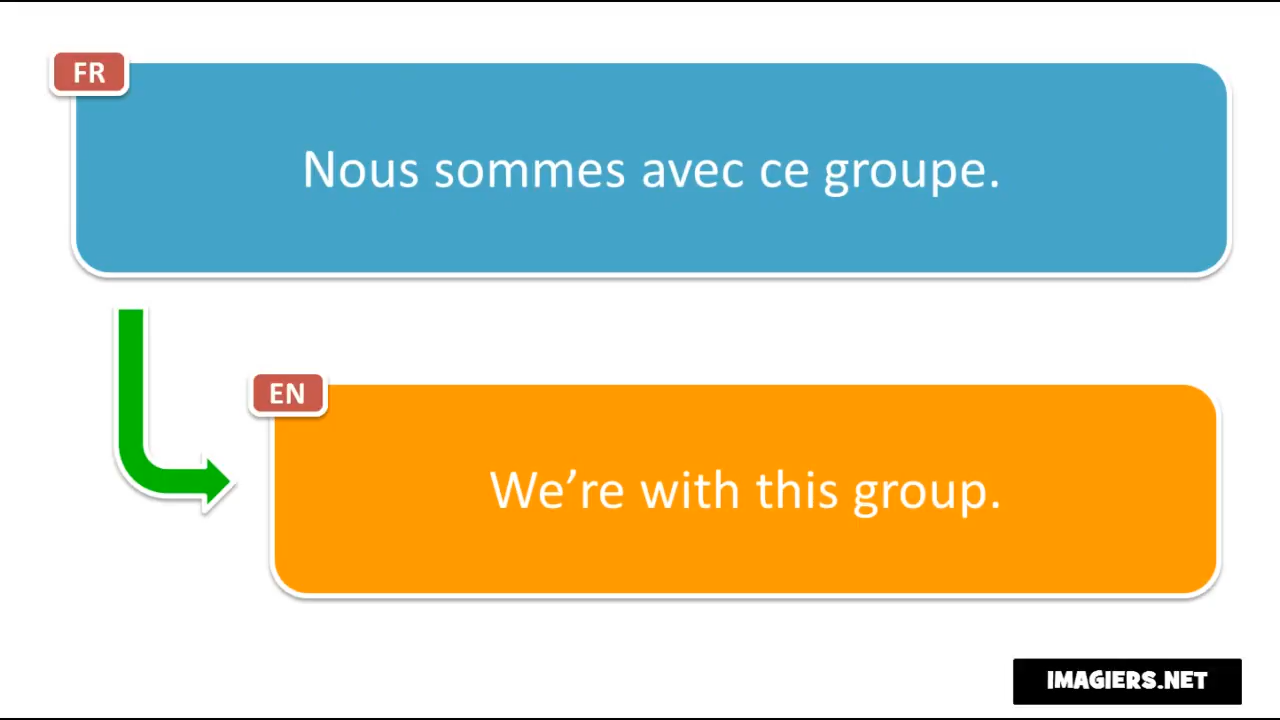 FR
Nous sommes avec ce groupe.
EN
We’re with this group.
IMAGIERS.NET